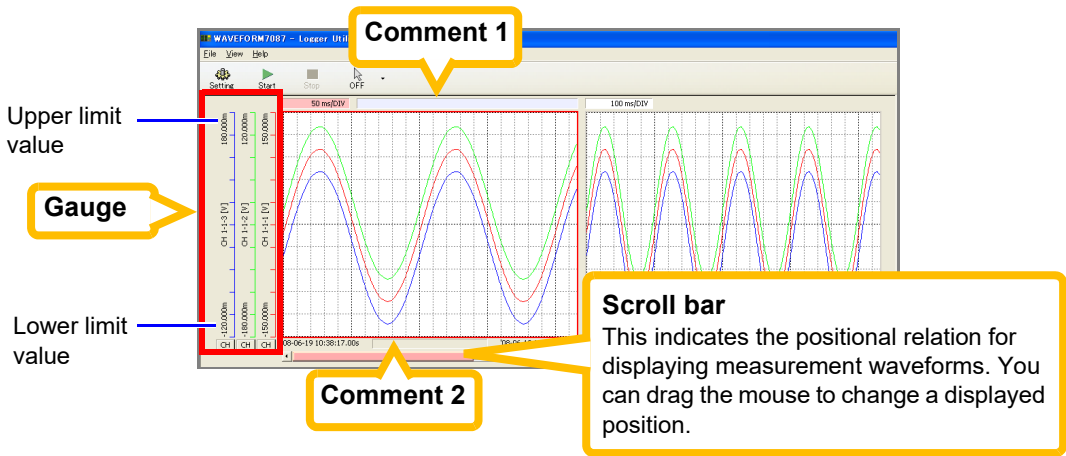 Comment 1
WAVEFORM7087 - Logger Util
File View Help
Setting Start Stop OFF
50 ms/DIV 100 ms/DIV
Upper limit
value
Gauge
Lower limit
value
180.000m 120.000m 150.000m
CH 1-1-3 [V] CH 1-1-2 [V] CH 1-1-1 [V]
-120.000m -180.000m -150.000m
CH CH CH
'08-06-19 10:38:17.00s
Comment 2
Scroll bar
This indicates the positional relation for
displaying measurement waveforms. You
can drag the mouse to change a displayed
position.